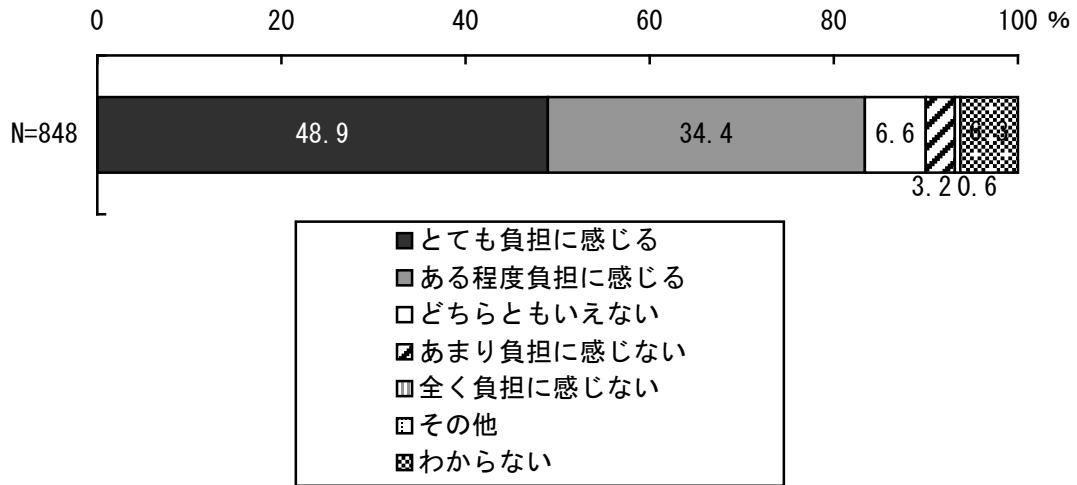 0 20 40 60 80 100 %
N=848 48.9 34.4 6.6 6.3
3.2 0.6
とても負担に感じる
ある程度負担に感じる
どちらともいえない
あまり負担に感じない
全く負担に感じない
その他
わからない